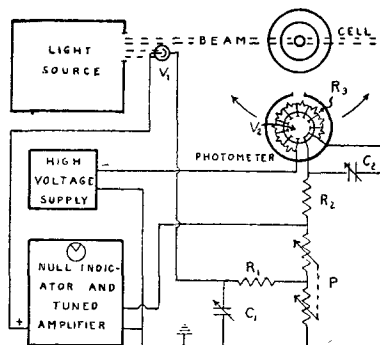 LIGHT SOURCE
BEAM
CELL
V1
R3
V2
PHOTOMETER
C2
HIGH VOLTAGE SUPPLY
−
R2
NULL INDIC-
ATOR AND
TUNED
AMPLIFIER
+
R1
C1
P